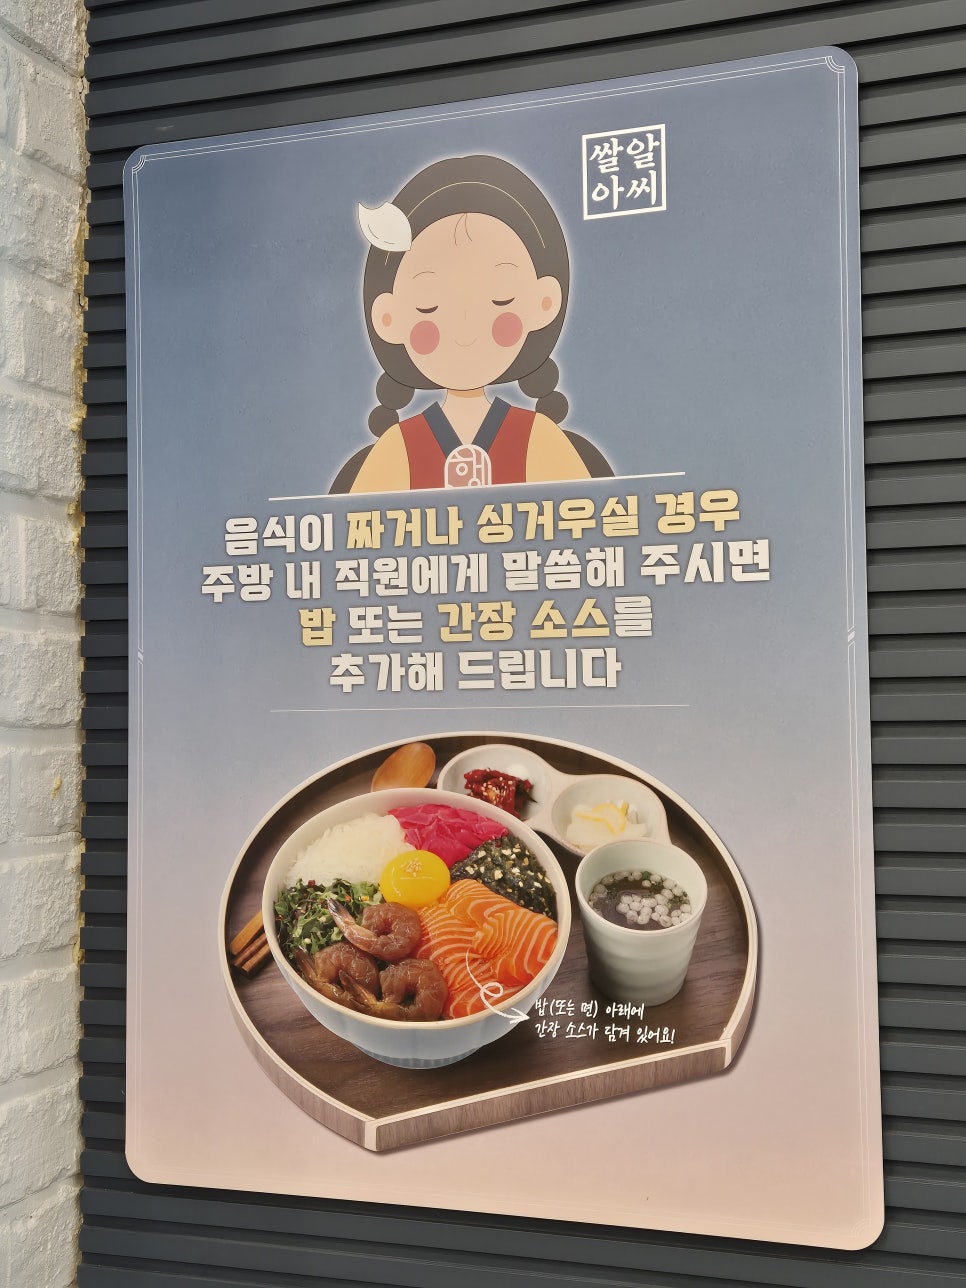 쌀알
아씨
음식이 짜거나 싱거우실 경우
주방 내 직원에게 말씀해 주시면
밥 또는 간장 소스를
추가해 드립니다
밥(또는 면) 아래에
간장 소스가 담겨 있어요!